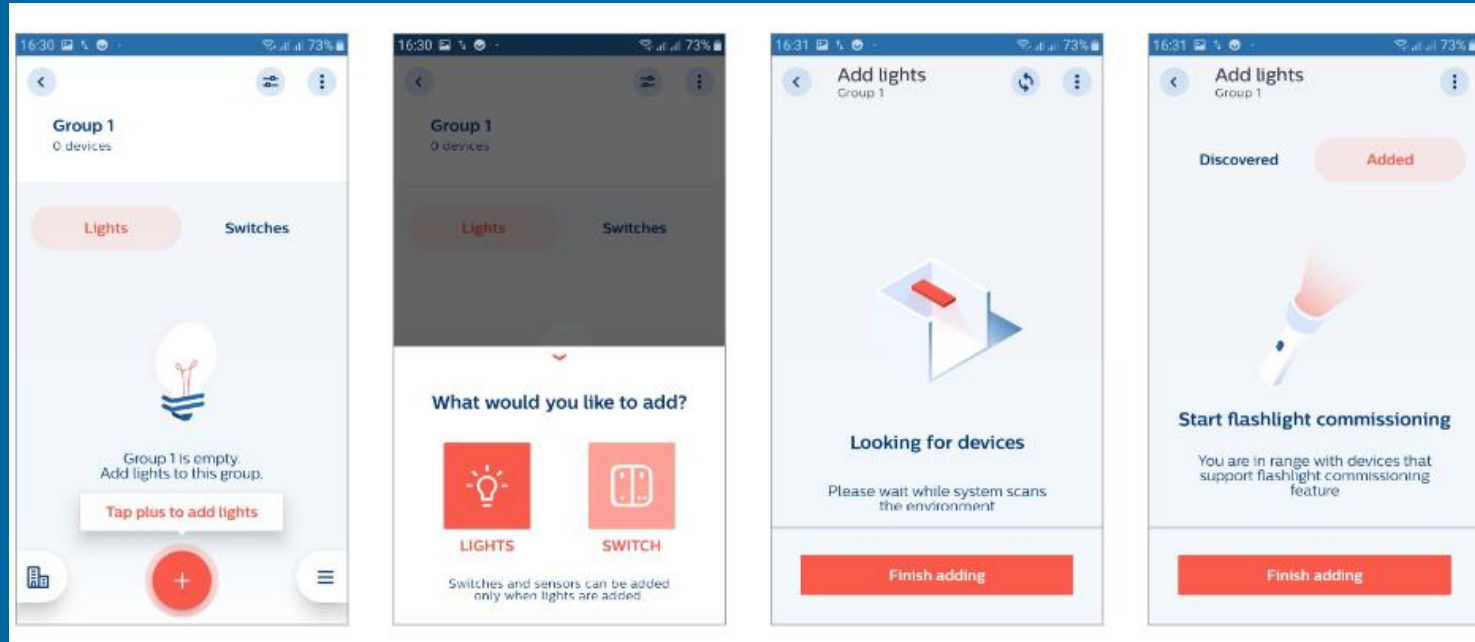 16:30
73%
Group 1
0 devices
Lights
Switches
Group 1 is empty.
Add lights to this group.
Tap plus to add lights
16:30
73%
Group 1
0 devices
Lights
Switches
What would you like to add?
LIGHTS
SWITCH
Switches and sensors can be added
only when lights are added
16:31
73%
Add lights
Group 1
Looking for devices
Please wait while system scans
the environment
Finish adding
16:31
73%
Add lights
Group 1
Discovered
Added
Start flashlight commissioning
You are in range with devices that
support flashlight commissioning
feature
Finish adding